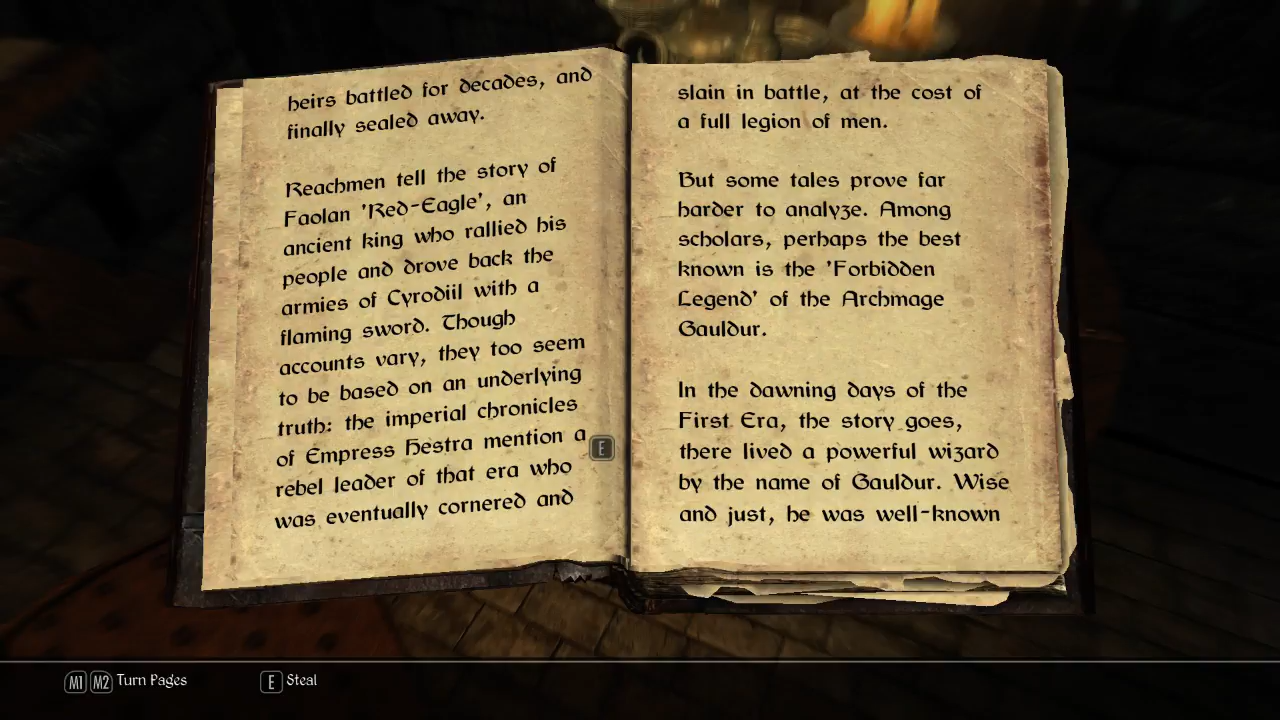 heirs battled for decades, and
finally sealed away.
Reachmen tell the story of
Faolan 'Red-Eagle', an
ancient king who rallied his
people and drove back the
armies of Cyrodiil with a
flaming sword. Though
accounts vary, they too seem
to be based on an underlying
truth: the imperial chronicles
of Empress Hestra mention a
rebel leader of that era who
was eventually cornered and
slain in battle, at the cost of
a full legion of men.
But some tales prove far
harder to analyze. Among
scholars, perhaps the best
known is the 'Forbidden
Legend' of the Archmage
Gauldur.
In the dawning days of the
First Era, the story goes,
there lived a powerful wizard
by the name of Gauldur. Wise
and just, he was well-known
E
M1 M2 Turn Pages
E Steal